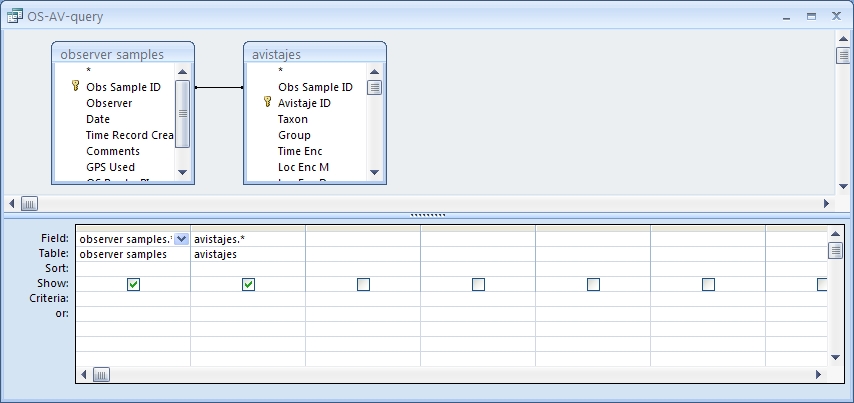 OS-AV-query
observer samples
*
Obs Sample ID
Observer
Date
Time Record Crea
Comments
GPS Used
avistajes
*
Obs Sample ID
Avistaje ID
Taxon
Group
Time Enc
Loc Enc M
Field: observer samples.* avistajes.*
Table: observer samples avistajes
Sort:
Show:
Criteria:
or: